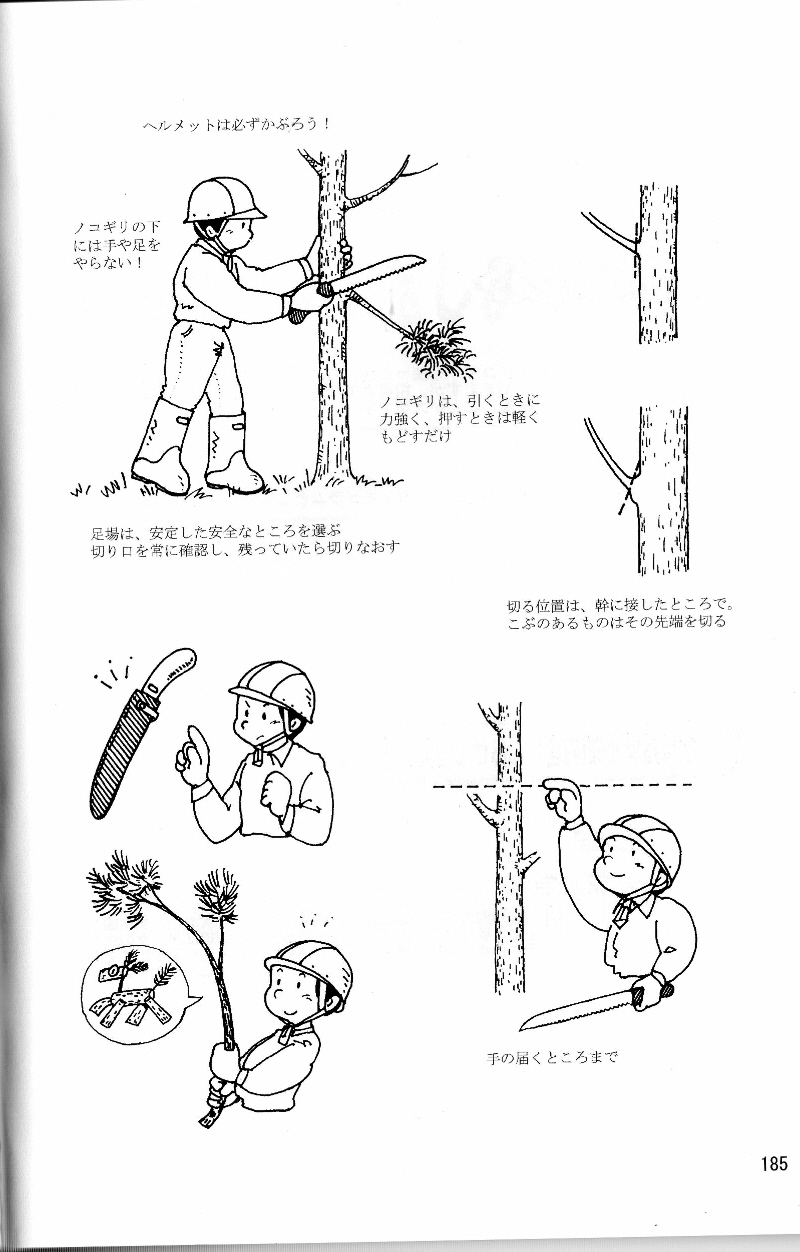 ヘルメットは必ずかぶろう！
ノコギリの下
には手や足を
やらない！
ノコギリは、引くときに
力強く、押すときは軽く
もどすだけ
足場は、安定した安全なところを選ぶ
切り口を常に確認し、残っていたら切りなおす
切る位置は、幹に接したところで。
こぶのあるものはその先端を切る
手の届くところまで
185